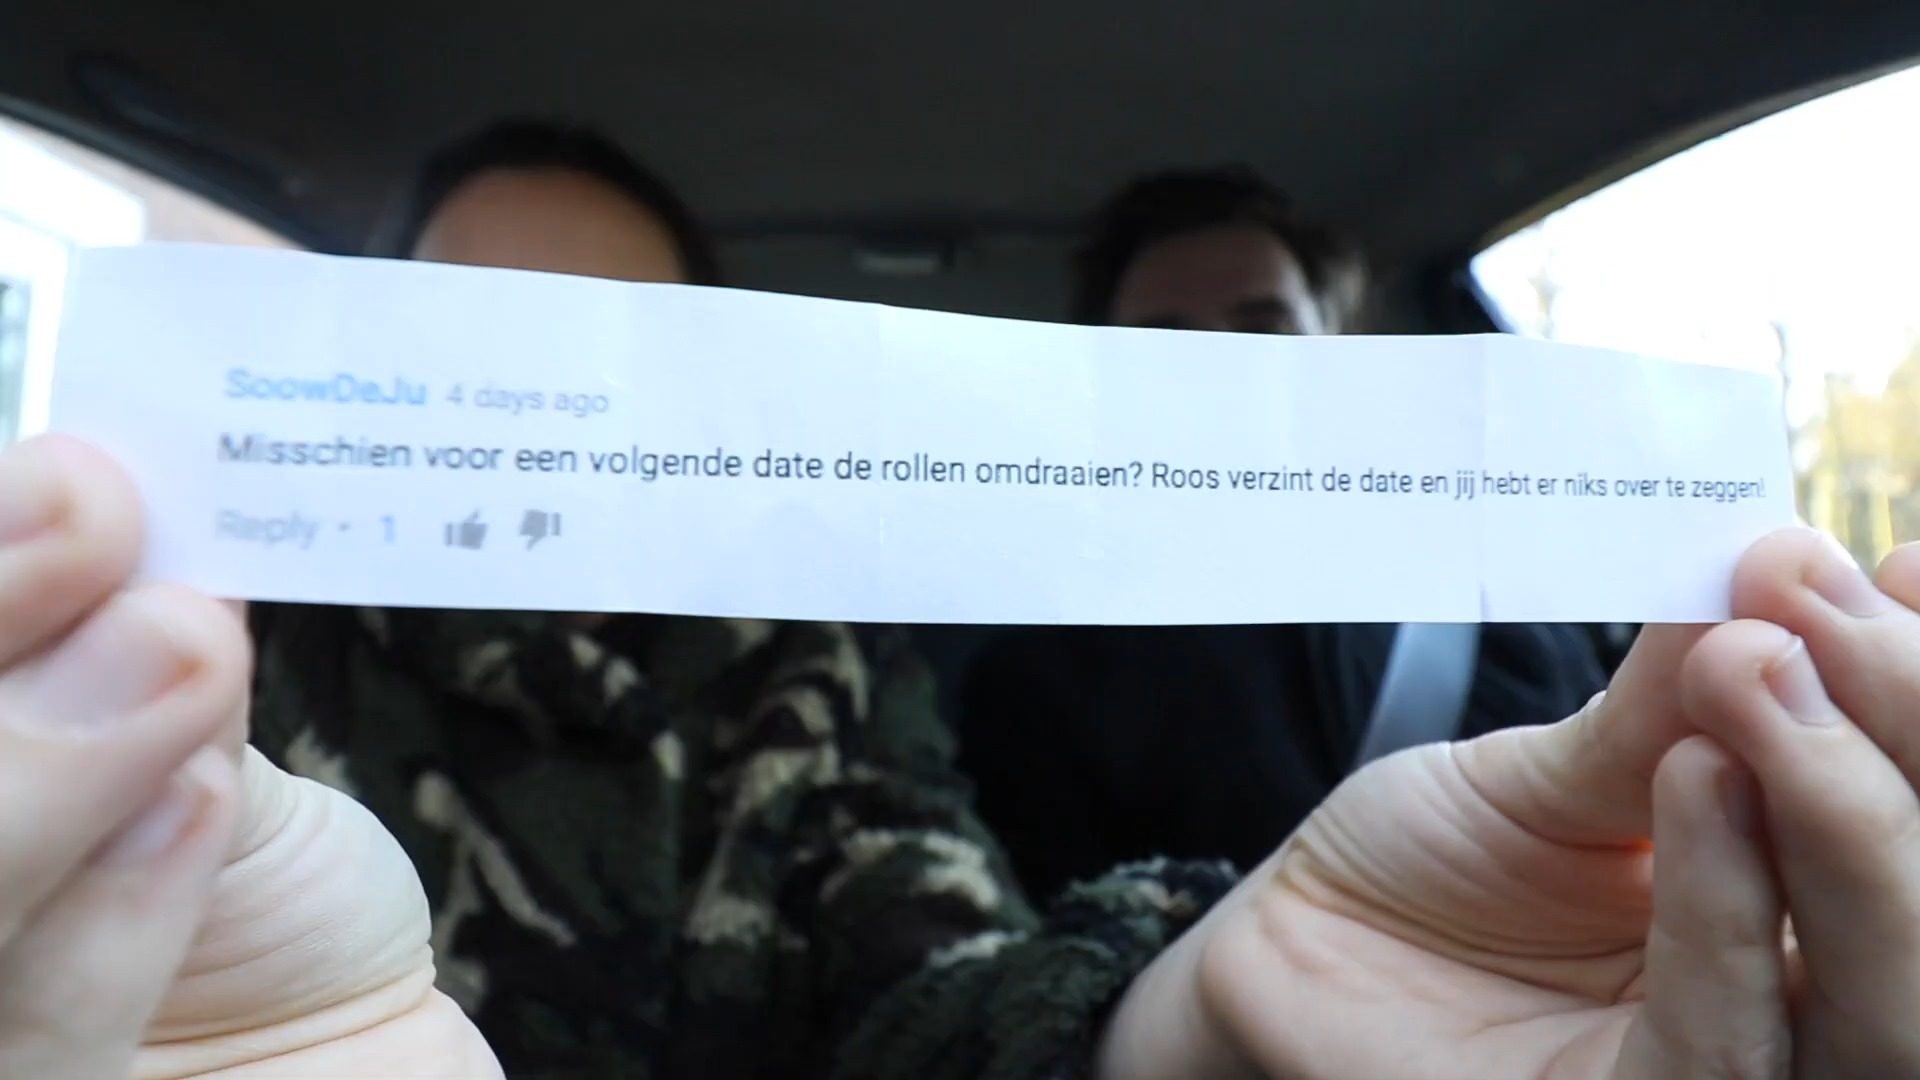 SoowDeJu 4 days ago
Misschien voor een volgende date de rollen omdraaien? Roos verzint de date en jij hebt er niks over te zeggen!
Reply · 1